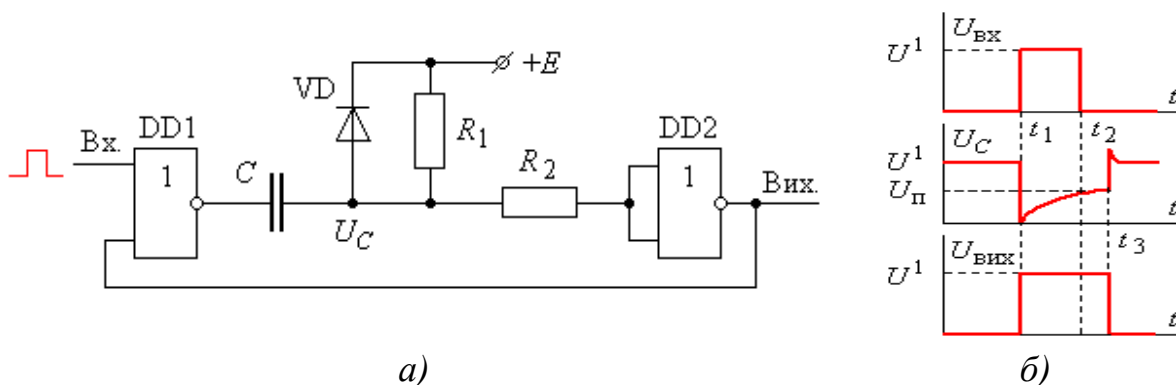 VD
+E
R1
Вх.
DD1
1
C
UC
R2
DD2
1
Вих.
а)
Uвх
U1
t
t1
t2
UC
U1
Uп
t
t3
Uвих
U1
t
б)